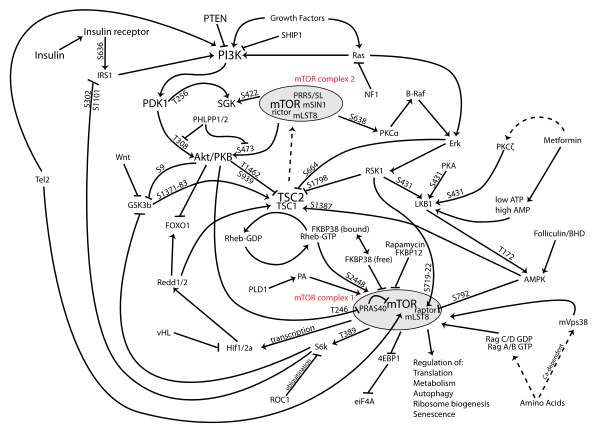 PTEN
Growth Factors
Insulin receptor
SHIP1
Insulin
S636
PI3K
Ras
IRS1
mTOR complex 2
NF1
B-Raf
S302
S1101
PDK1
T256
SGK
S422
PRR5/5L
mTOR mSIN1
rictor
mLST8
S638
PKCα
PHLPP1/2
T308
S473
Erk
PKCζ
Metformin
Wnt
Akt/PKB
S9
T1462
S939
S664
S1798
RSK1
PKA
S431
S431
S431
Tel2
S1371-83
GSK3b
TSC2
TSC1
S1387
LKB1
low ATP
high AMP
FOXO1
Rheb-GDP
Rheb-GTP
FKBP38 (bound)
Rapamycin
FKBP12
FKBP38 (free)
T172
Folliculin/BHD
Redd1/2
PLD1
PA
S2448
S719-22
AMPK
mTOR complex 1
T246
PRAS40
mTOR
raptor
mLST8
S792
vHL
Hif1/2a
transcription
S6k
T389
4EBP1
eiF4A
ROC1
ubiquitination
Regulation of:
Translation
Metabolism
Autophagy
Ribosome biogenesis
Senescence
Rag C/D GDP
Rag A/B GTP
mVps38
Ca-dependent
Amino Acids